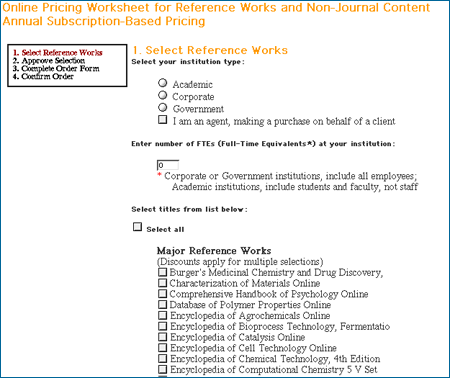 Online Pricing Worksheet for Reference Works and Non-Journal Content
Annual Subscription-Based Pricing
1. Select Reference Works
2. Approve Selection
3. Complete Order Form
4. Confirm Order
1. Select Reference Works
Select your institution type:
Academic
Corporate
Government
I am an agent, making a purchase on behalf of a client
Enter number of FTEs (Full-Time Equivalents*) at your institution:
0
* Corporate or Government institutions, include all employees;
Academic institutions, include students and faculty, not staff
Select titles from list below:
Select all
Major Reference Works
(Discounts apply for multiple selections)
Burger's Medicinal Chemistry and Drug Discovery,
Characterization of Materials Online
Comprehensive Handbook of Psychology Online
Database of Polymer Properties Online
Encyclopedia of Agrochemicals Online
Encyclopedia of Bioprocess Technology, Fermentatio
Encyclopedia of Catalysis Online
Encyclopedia of Cell Technology Online
Encyclopedia of Chemical Technology, 4th Edition
Encyclopedia of Computational Chemistry 5 V Set